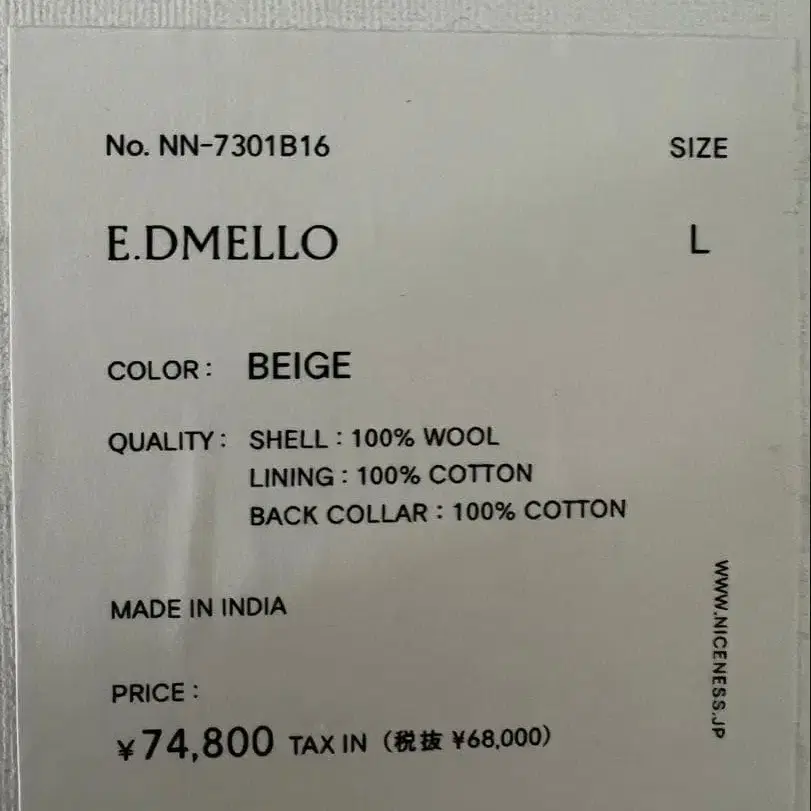 No. NN-7301B16 SIZE
E.DMELLO L
COLOR : BEIGE
QUALITY : SHELL : 100% WOOL
LINING : 100% COTTON
BACK COLLAR : 100% COTTON
MADE IN INDIA
WWW.NICENESS.JP
PRICE :
¥74,800 TAX IN (税抜 ¥68,000)